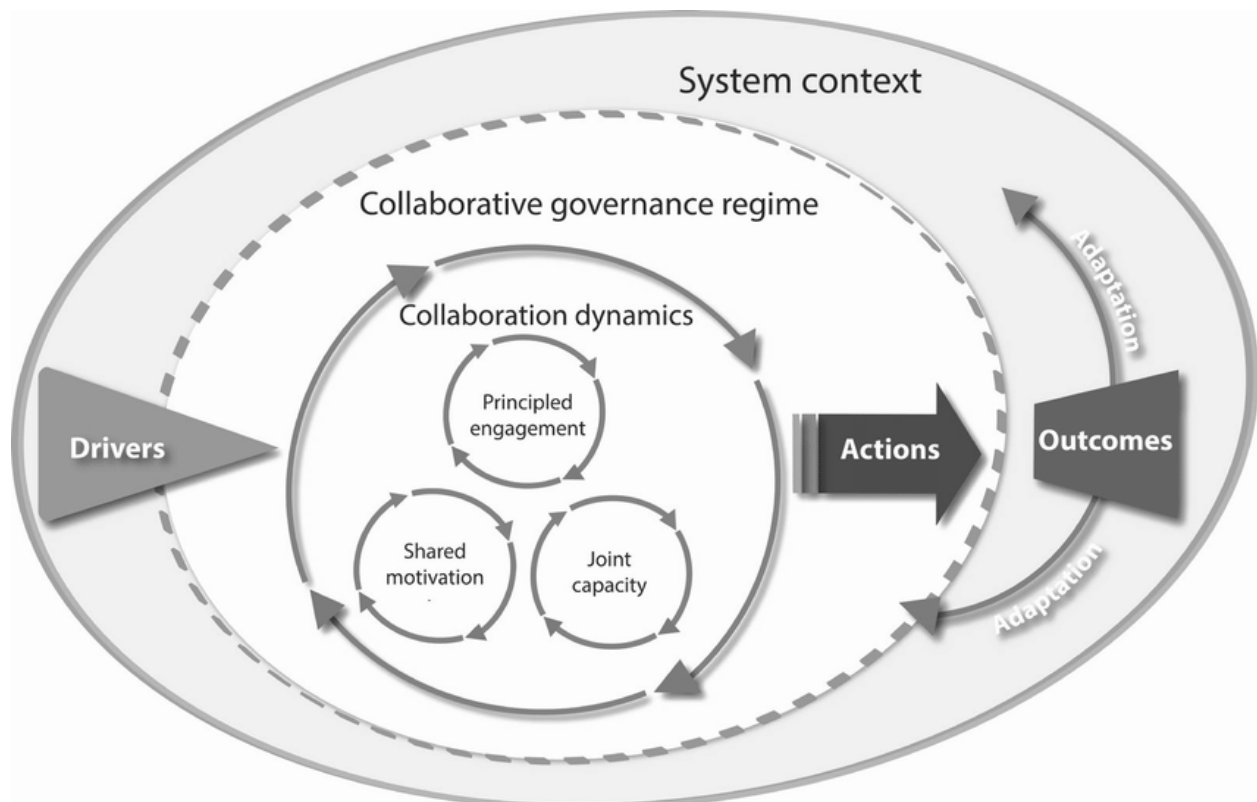 System context
Collaborative governance regime
Adaptation
Collaboration dynamics
Principled
engagement
Drivers
Actions
Outcomes
Shared
motivation
Joint
capacity
Adaptation